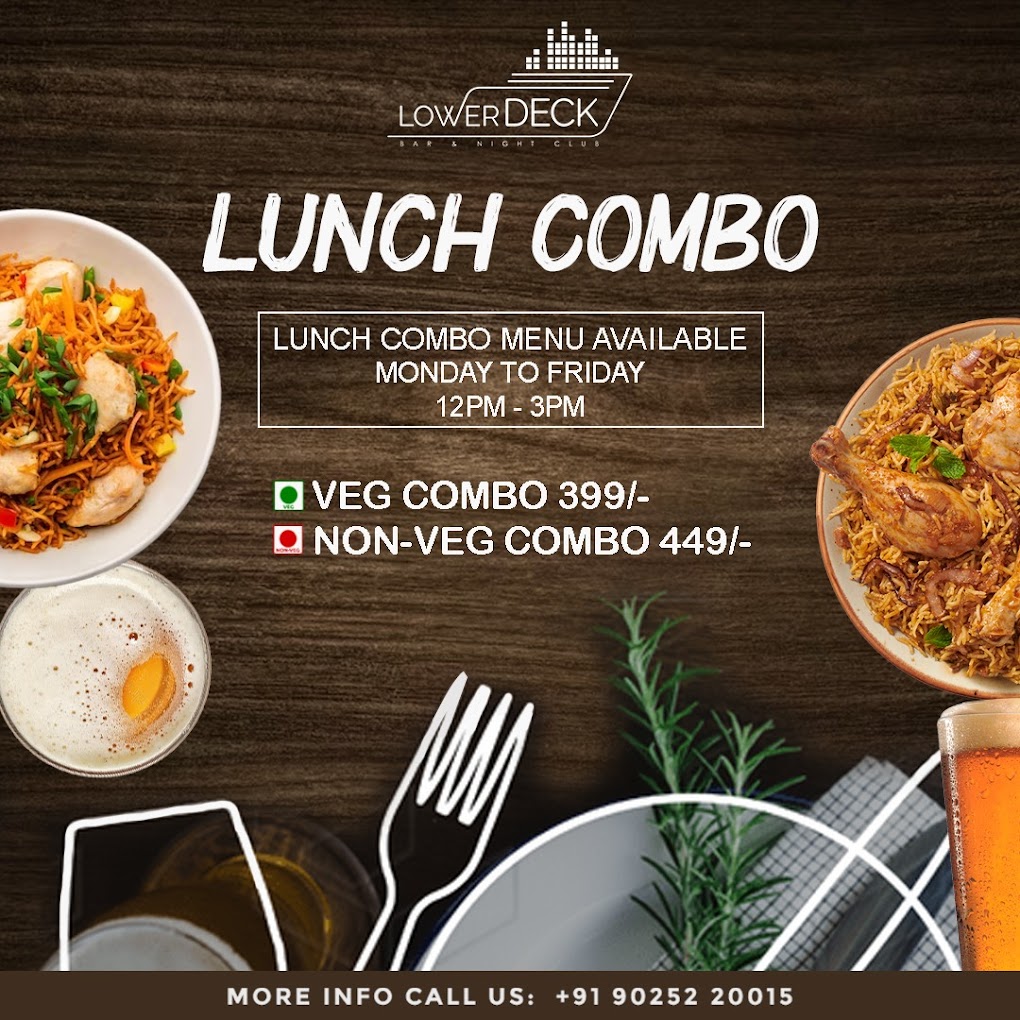 LOWERDECK
BAR & NIGHT CLUB
LUNCH COMBO
LUNCH COMBO MENU AVAILABLE
MONDAY TO FRIDAY
12PM - 3PM
VEG
VEG COMBO 399/-
NON-VEG
NON-VEG COMBO 449/-
MORE INFO CALL US: +91 90252 20015